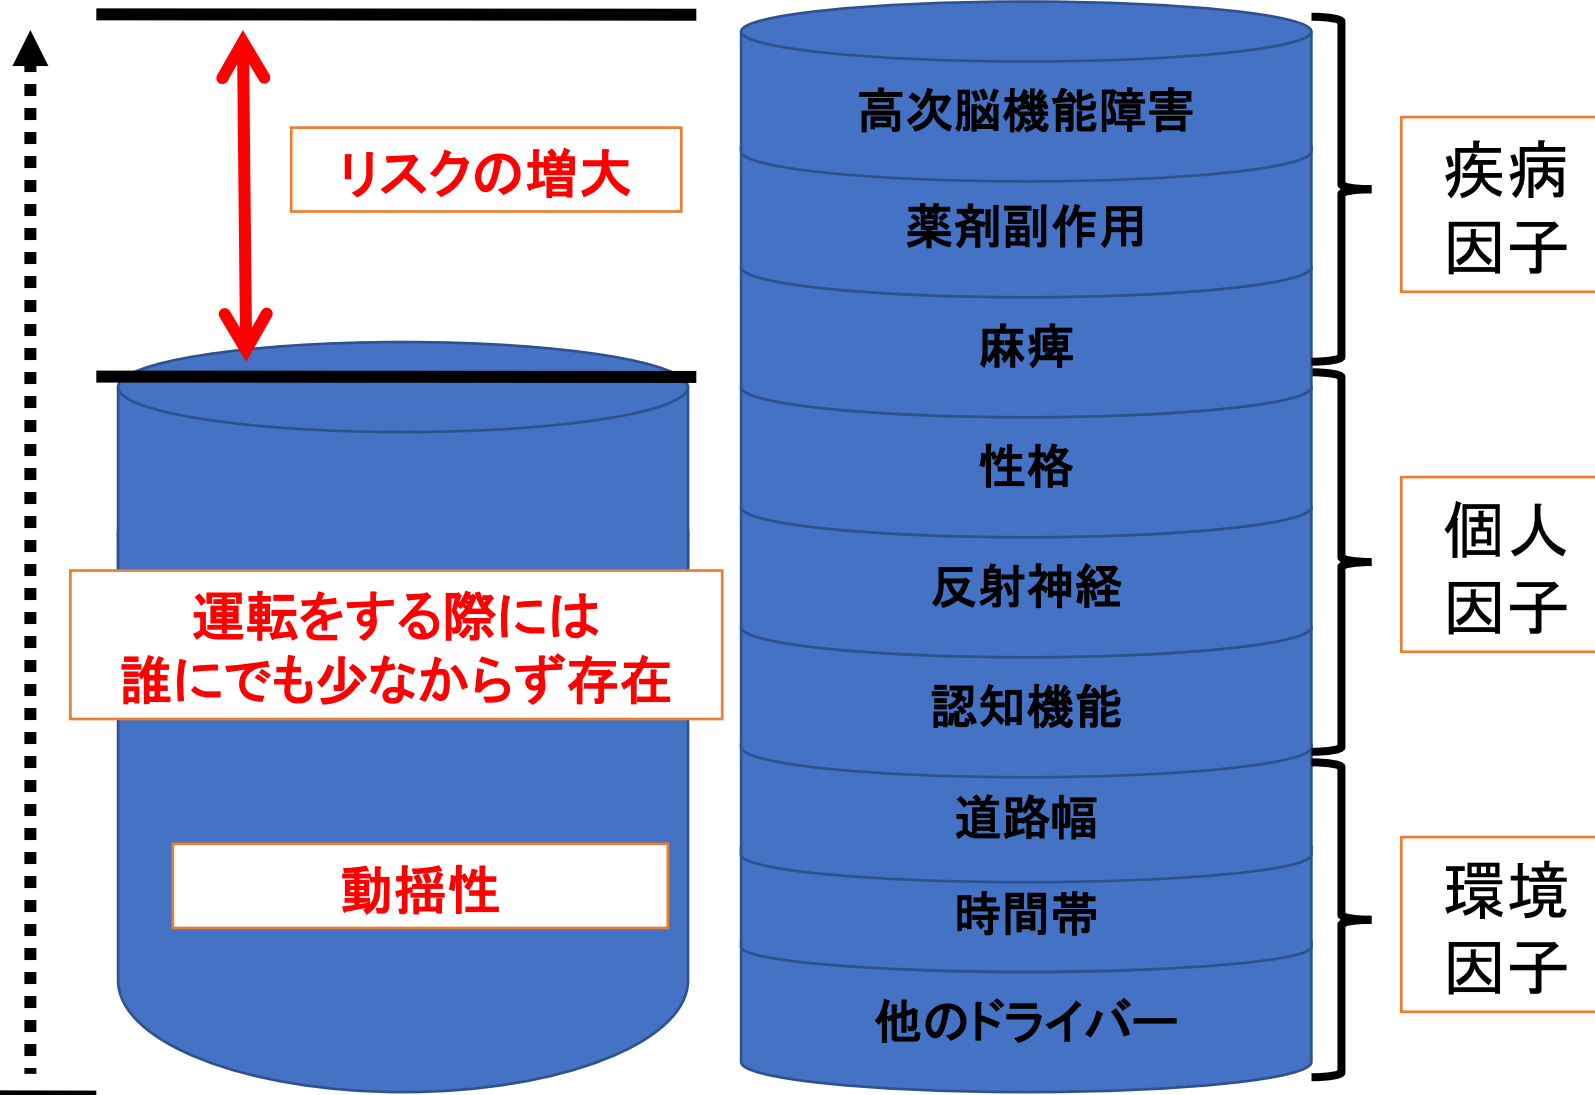 リスクの増大
運転をする際には
誰にでも少なからず存在
動揺性
高次脳機能障害
薬剤副作用
麻痺
性格
反射神経
認知機能
道路幅
時間帯
他のドライバー
疾病
因子
個人
因子
環境
因子